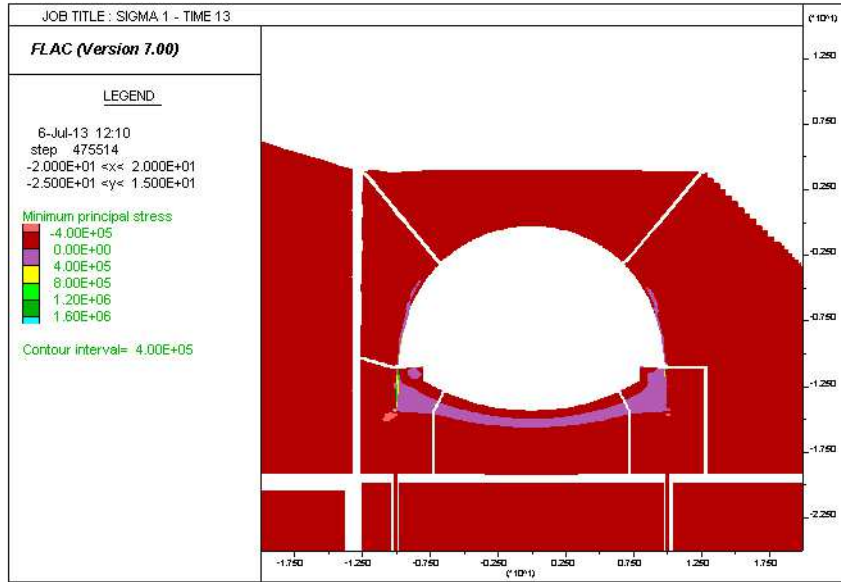 JOB TITLE : SIGMA 1 - TIME 13
(*10^1)
FLAC (Version 7.00)
LEGEND
6-Jul-13 12:10
step 475514
-2.000E+01 <x< 2.000E+01
-2.500E+01 <y< 1.500E+01
Minimum principal stress
-4.00E+05
0.00E+00
4.00E+05
8.00E+05
1.20E+06
1.60E+06
Contour interval= 4.00E+05
1.250
0.750
0.250
-0.250
-0.750
-1.250
-1.750
-2.250
-1.750 -1.250 -0.750 -0.250 0.250 0.750 1.250 1.750
(*10^1)